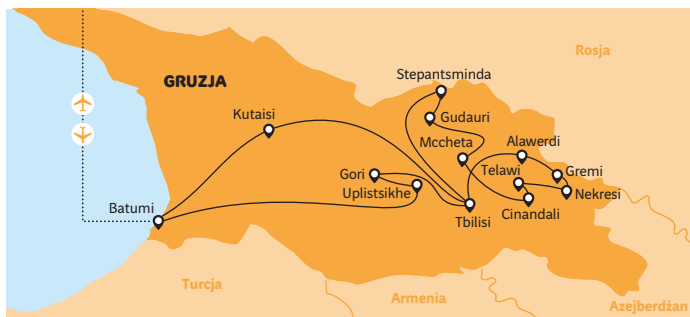 Rosja
Stepantsminda
GRUZJA
Gudauri
Kutaisi
Mccheta
Alawerdi
Telawi
Gremi
Gori
Uplistsikhe
Nekresi
Cinandali
Batumi
Tbilisi
Turcja
Armenia
Azejberdżan